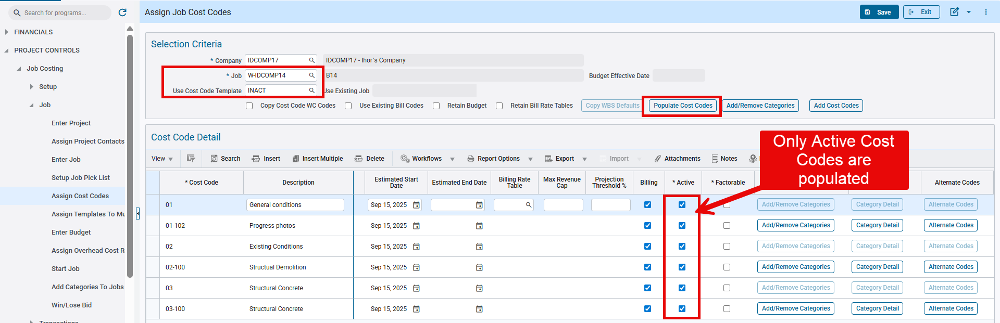 Search for programs...
FINANCIALS
PROJECT CONTROLS
Job Costing
Setup
Job
Enter Project
Assign Project Contacts
Enter Job
Setup Job Pick List
Assign Cost Codes
Assign Templates To Mu
Enter Budget
Assign Overhead Cost R
Start Job
Add Categories To Jobs
Win/Lose Bid
Assign Job Cost Codes
Save
Exit
Selection Criteria
* Company IDCOMP17 IDCOMP17 - Ihor`s Company
* Job W-IDCOMP14 B14 Budget Effective Date
Use Cost Code Template INACT Use Existing Job
Copy Cost Code WC Codes Use Existing Bill Codes Retain Budget Retain Bill Rate Tables Copy WBS Defaults Populate Cost Codes Add/Remove Categories Add Cost Codes
Cost Code Detail
Only Active Cost
Codes are
populated
View Search Insert Insert Multiple Delete Workflows Report Options Export Import Attachments Notes
* Cost Code Description Estimated Start Date Estimated End Date Billing Rate Table Max Revenue Cap Projection Threshold % Billing * Active * Factorable Alternate Codes
01 General conditions Sep 15, 2025 Add/Remove Categories Category Detail Alternate Codes
01-102 Progress photos Sep 15, 2025 Add/Remove Categories Category Detail Alternate Codes
02 Existing Conditions Sep 15, 2025 Add/Remove Categories Category Detail Alternate Codes
02-100 Structual Demolition Sep 15, 2025 Add/Remove Categories Category Detail Alternate Codes
03 Structural Concrete Sep 15, 2025 Add/Remove Categories Category Detail Alternate Codes
03-100 Structural Concrete Sep 15, 2025 Add/Remove Categories Category Detail Alternate Codes